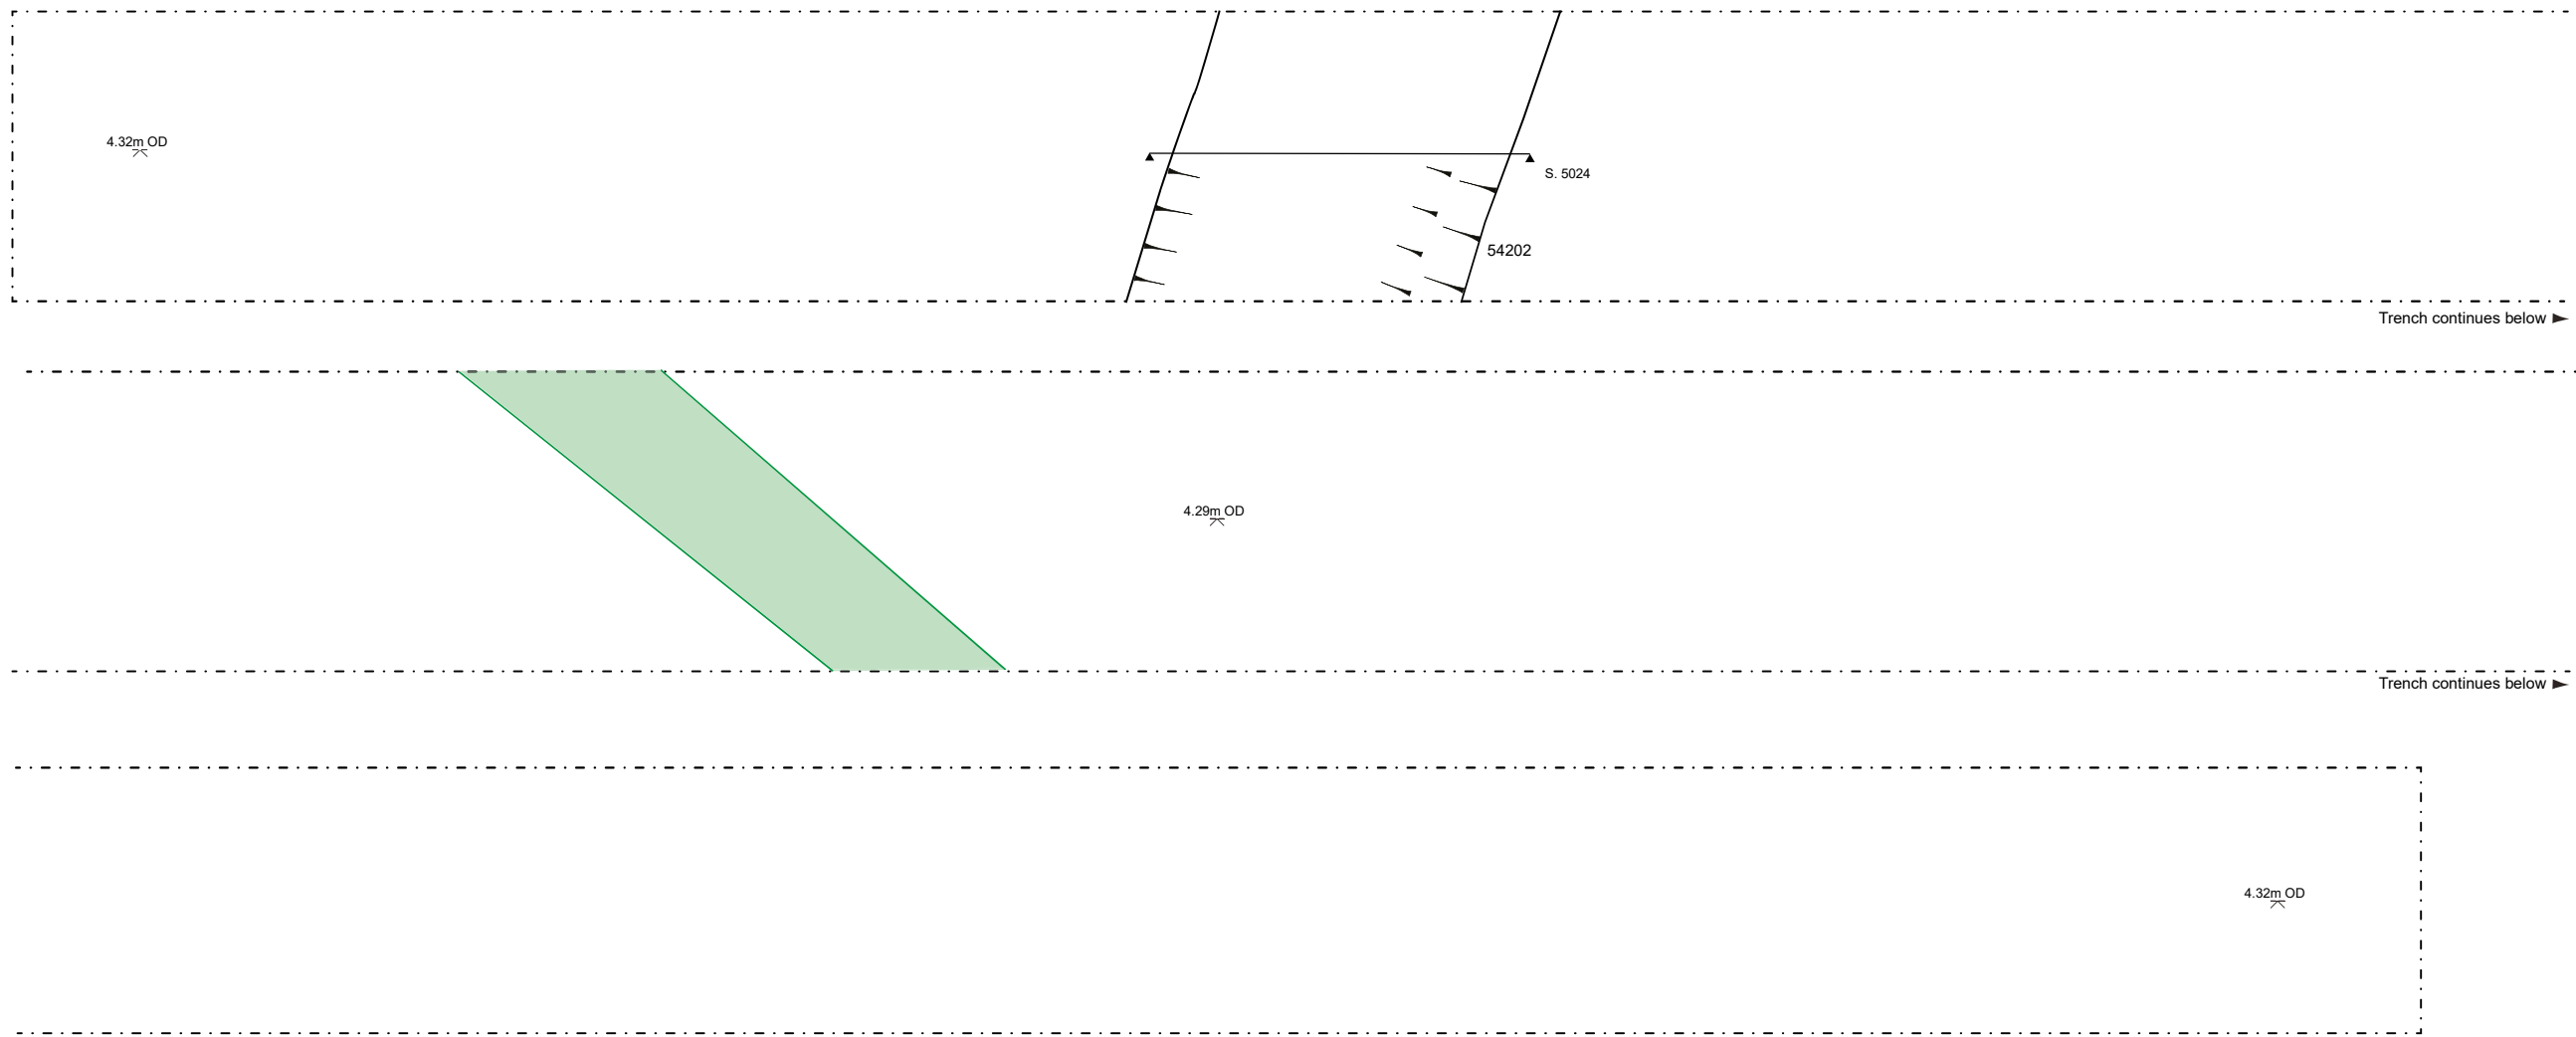 4.32m OD
S. 5024
54202
Trench continues below
4.29m OD
Trench continues below
4.32m OD